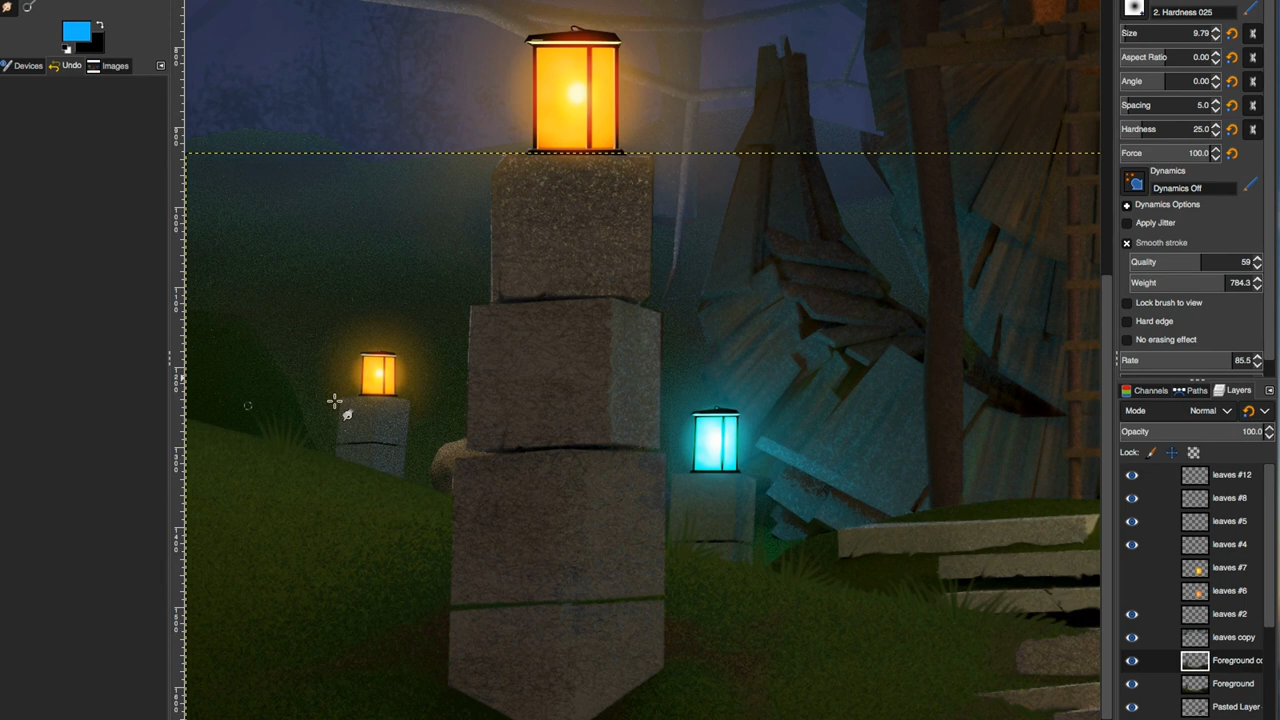 Devices
Undo
Images
2. Hardness 025
Size 9.79
Aspect Ratio 0.00
Angle 0.00
Spacing 5.0
Hardness 25.0
Force 100.0
Dynamics
Dynamics Off
Dynamics Options
Apply Jitter
Smooth stroke
Quality 59
Weight 784.3
Lock brush to view
Hard edge
No erasing effect
Rate 85.5
Channels Paths Layers
Mode Normal
Opacity 100.0
Lock:
leaves #12
leaves #8
leaves #5
leaves #4
leaves #7
leaves #6
leaves #2
leaves copy
Foreground co
Foreground
Pasted Layer